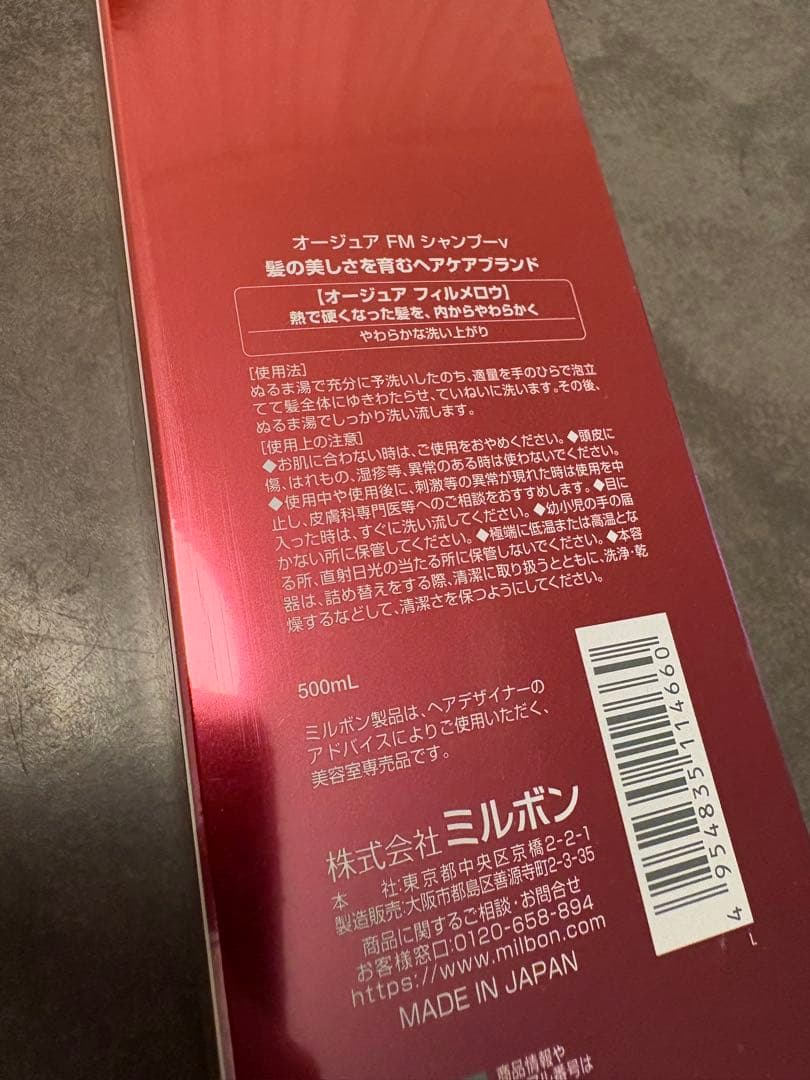 オージュア FM シャンプーv
髪の美しさを育むヘアケアブランド
【オージュア フィルメロウ】
熱で硬くなった髪を、内からやわらかく
やわらかな洗い上がり
[使用法]
ぬるま湯で充分に予洗いしたのち、適量を手のひらで泡立
てて髪全体にゆきわたらせ、ていねいに洗います。その後、
ぬるま湯でしっかり洗い流します。
[使用上の注意]
◆お肌に合わない時は、ご使用をおやめください。◆頭皮に
傷、はれもの、湿疹等、異常のある時は使わないでください。
◆使用中や使用後に、刺激等の異常が現れた時は使用を中
止し、皮膚科専門医等へのご相談をおすすめします。◆目に
入った時は、すぐに洗い流してください。◆幼小児の手の届
かない所に保管してください。◆極端に低温または高温とな
る所、直射日光の当たる所に保管しないでください。◆本容
器は、詰め替えをする際、清潔に取り扱うとともに、洗浄・乾
燥するなどして、清潔さを保つようにしてください。
500mL
ミルボン製品は、ヘアデザイナーの
アドバイスによりご使用いただく、
美容室専売品です。
株式会社 ミルボン
本 社:東京都中央区京橋2-2-1
製造販売:大阪市都島区善源寺町2-3-35
商品に関するご相談・お問合せ
お客様窓口:0120-658-894
https://www.milbon.com
MADE IN JAPAN
4 954835 114660
L
商品情報や
アル番号は